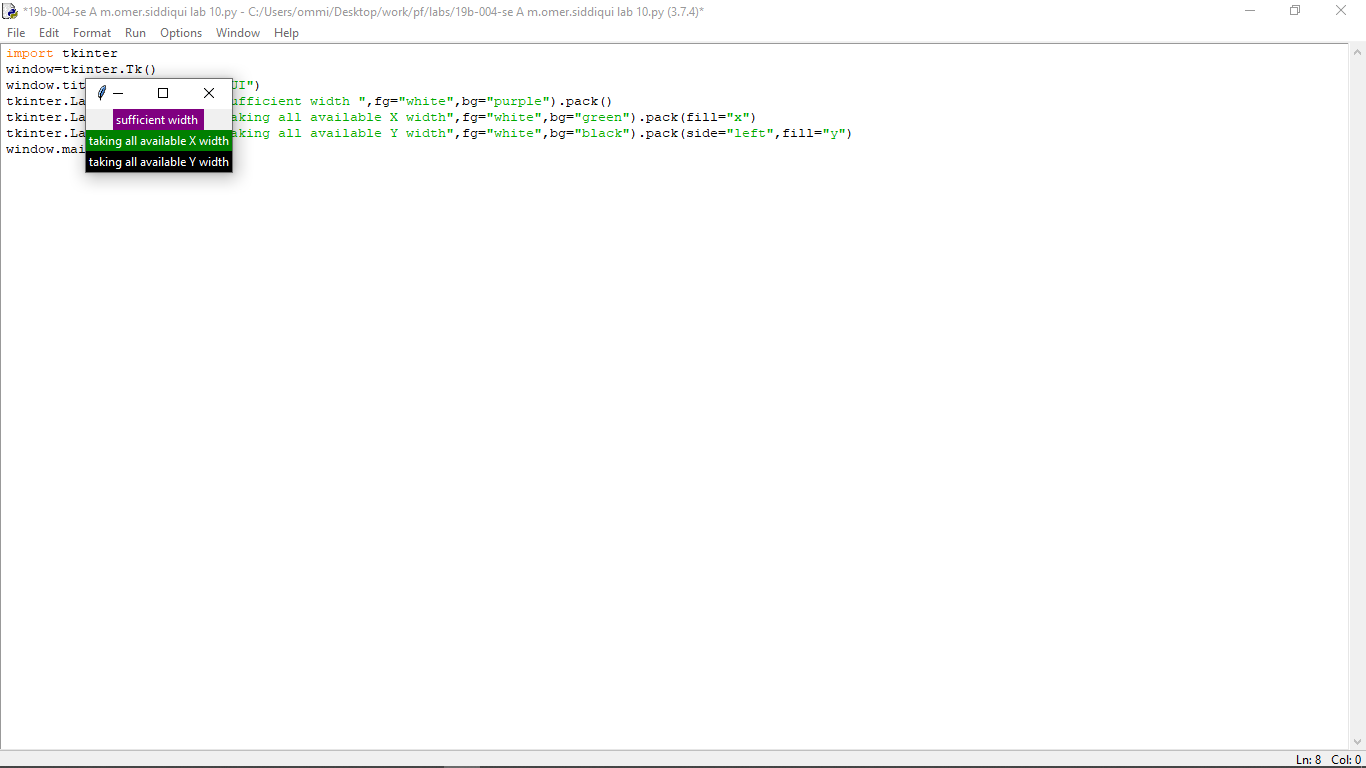 *19b-004-se A m.omer.siddiqui lab 10.py - C:/Users/ommi/Desktop/work/pf/labs/19b-004-se A m.omer.siddiqui lab 10.py (3.7.4)*
File Edit Format Run Options Window Help
import tkinter
window=tkinter.Tk()
window.tit UI")
tkinter.La ufficient width ",fg="white",bg="purple").pack()
tkinter.La aking all available X width",fg="white",bg="green").pack(fill="x")
tkinter.La aking all available Y width",fg="white",bg="black").pack(side="left",fill="y")
window.mai
sufficient width
taking all available X width
taking all available Y width
Ln: 8 Col: 0